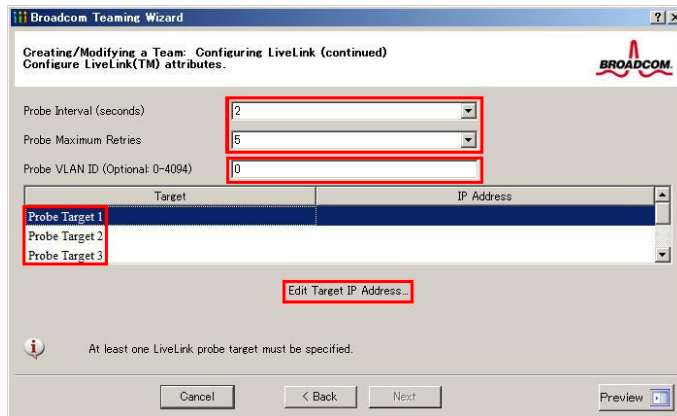 Broadcom Teaming Wizard
Creating/Modifying a Team: Configuring LiveLink (continued)
Configure LiveLink(TM) attributes.
BROADCOM.
Probe Interval (seconds) 2
Probe Maximum Retries 5
Probe VLAN ID (Optional: 0-4094) 0
Target IP Address
Probe Target 1
Probe Target 2
Probe Target 3
Edit Target IP Address...
At least one LiveLink probe target must be specified.
Cancel < Back Next Preview